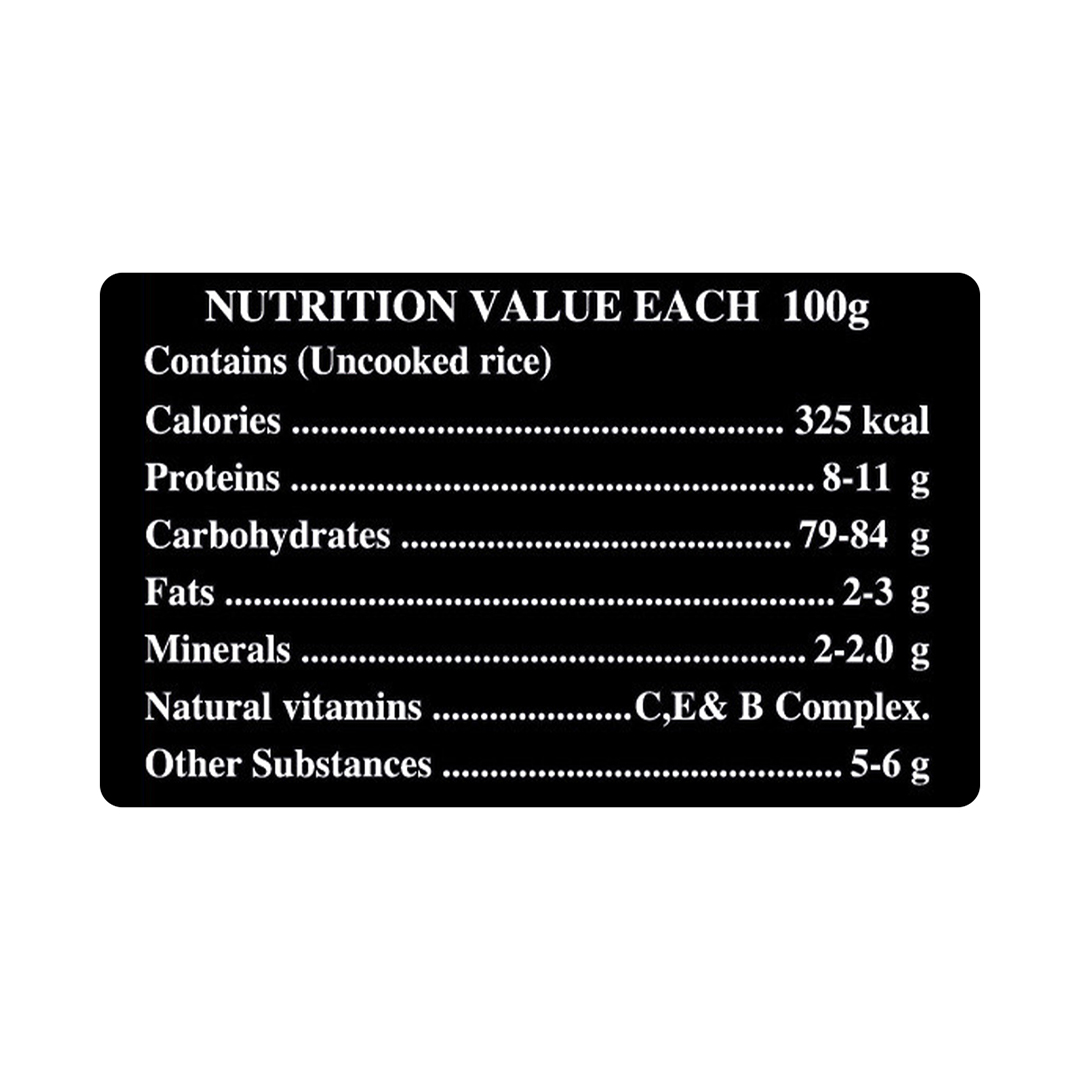 NUTRITION VALUE EACH 100g
Contains (Uncooked rice)
Calories .................................................... 325 kcal
Proteins ....................................................... 8-11 g
Carbohydrates ......................................... 79-84 g
Fats ................................................................ 2-3 g
Minerals ..................................................... 2-2.0 g
Natural vitamins .....................C,E& B Complex.
Other Substances .......................................... 5-6 g